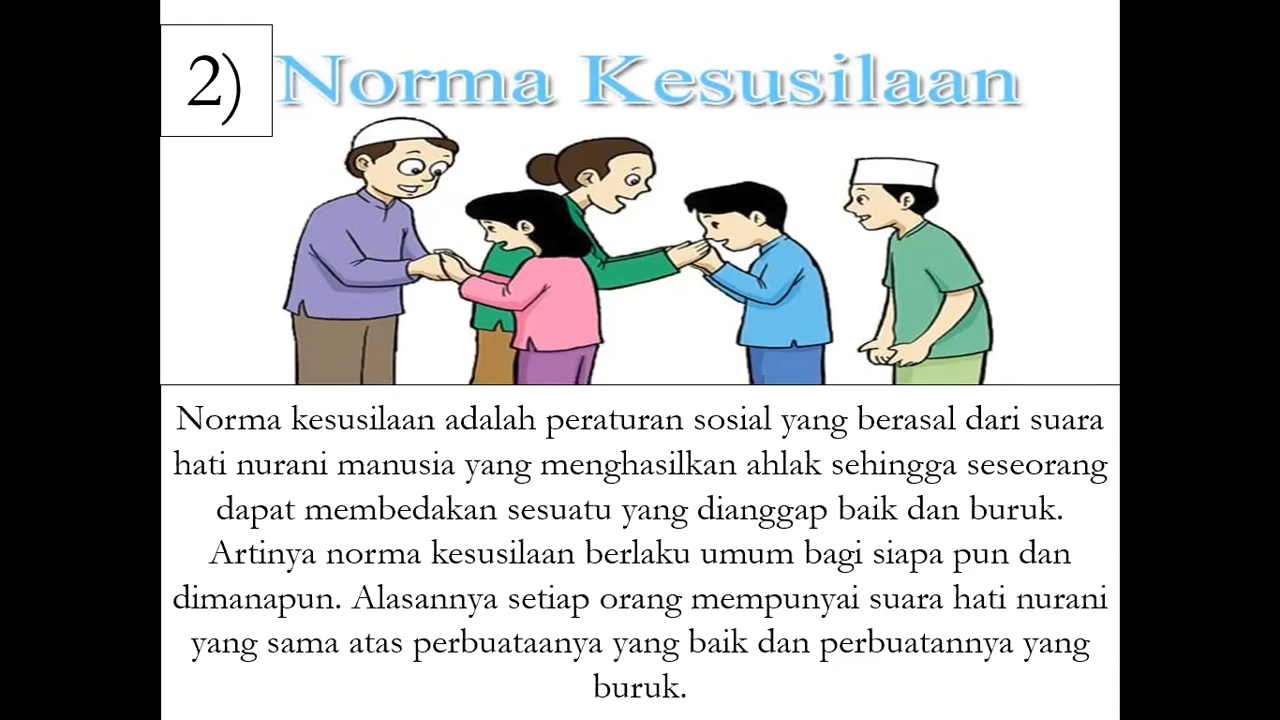 2)
Norma Kesusilaan
Norma kesusilaan adalah peraturan sosial yang berasal dari suara
hati nurani manusia yang menghasilkan ahlak sehingga seseorang
dapat membedakan sesuatu yang dianggap baik dan buruk.
Artinya norma kesusilaan berlaku umum bagi siapa pun dan
dimanapun. Alasannya setiap orang mempunyai suara hati nurani
yang sama atas perbuataanya yang baik dan perbuatannya yang
buruk.